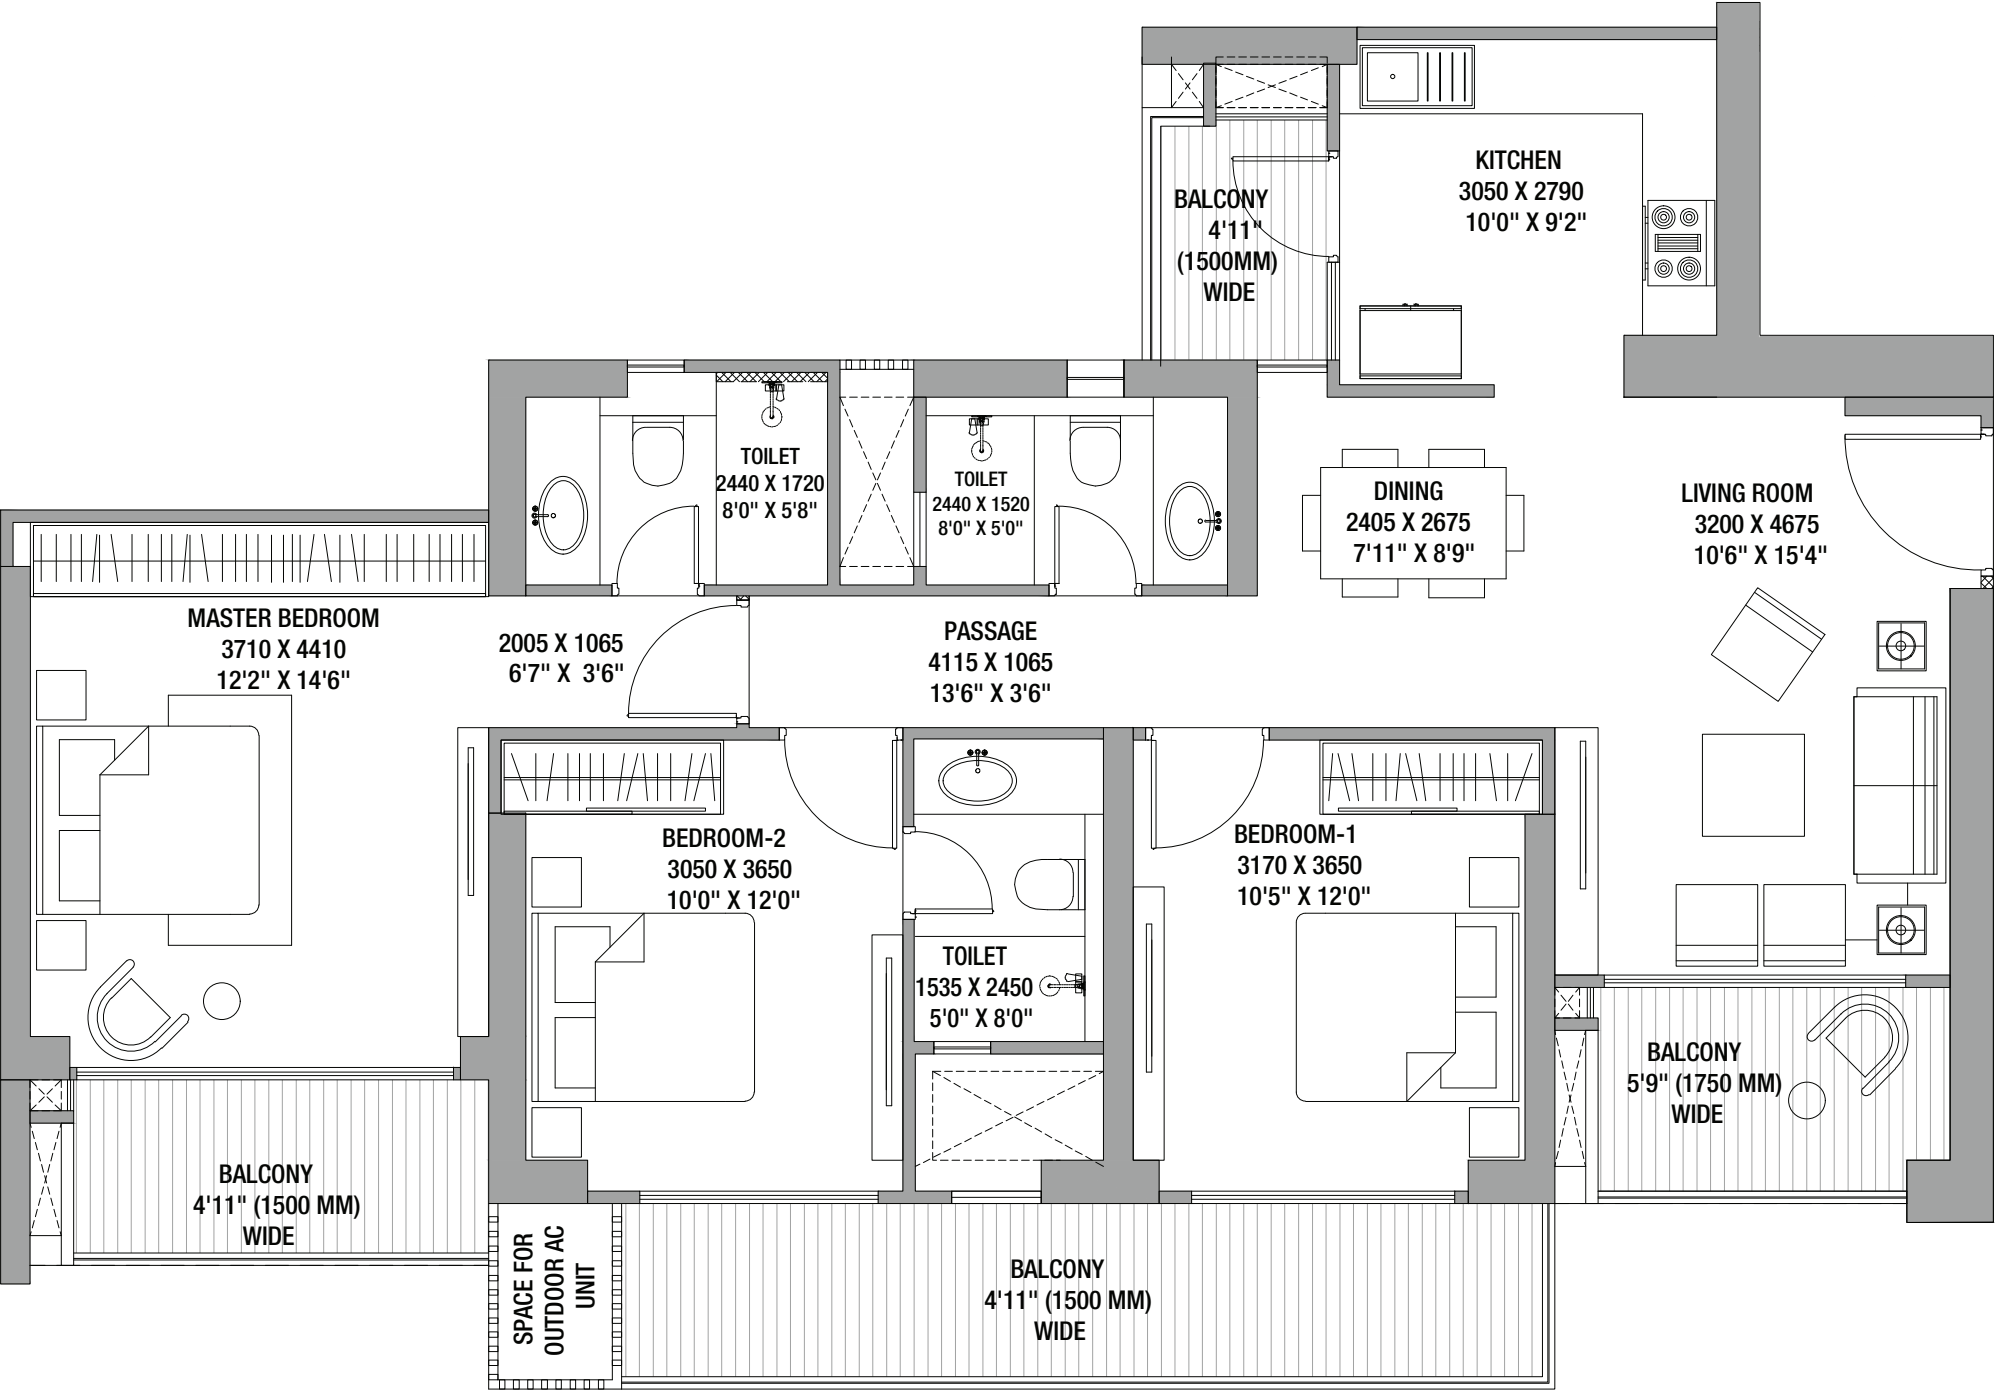 KITCHEN
3050 X 2790
10'0" X 9'2"
BALCONY
4'11"
(1500MM)
WIDE
TOILET
2440 X 1720
8'0" X 5'8"
TOILET
2440 X 1520
8'0" X 5'0"
DINING
2405 X 2675
7'11" X 8'9"
LIVING ROOM
3200 X 4675
10'6" X 15'4"
MASTER BEDROOM
3710 X 4410
12'2" X 14'6"
2005 X 1065
6'7" X 3'6"
PASSAGE
4115 X 1065
13'6" X 3'6"
BEDROOM-2
3050 X 3650
10'0" X 12'0"
BEDROOM-1
3170 X 3650
10'5" X 12'0"
TOILET
1535 X 2450
5'0" X 8'0"
BALCONY
5'9" (1750 MM)
WIDE
BALCONY
4'11" (1500 MM)
WIDE
SPACE FOR
OUTDOOR AC
UNIT
BALCONY
4'11" (1500 MM)
WIDE